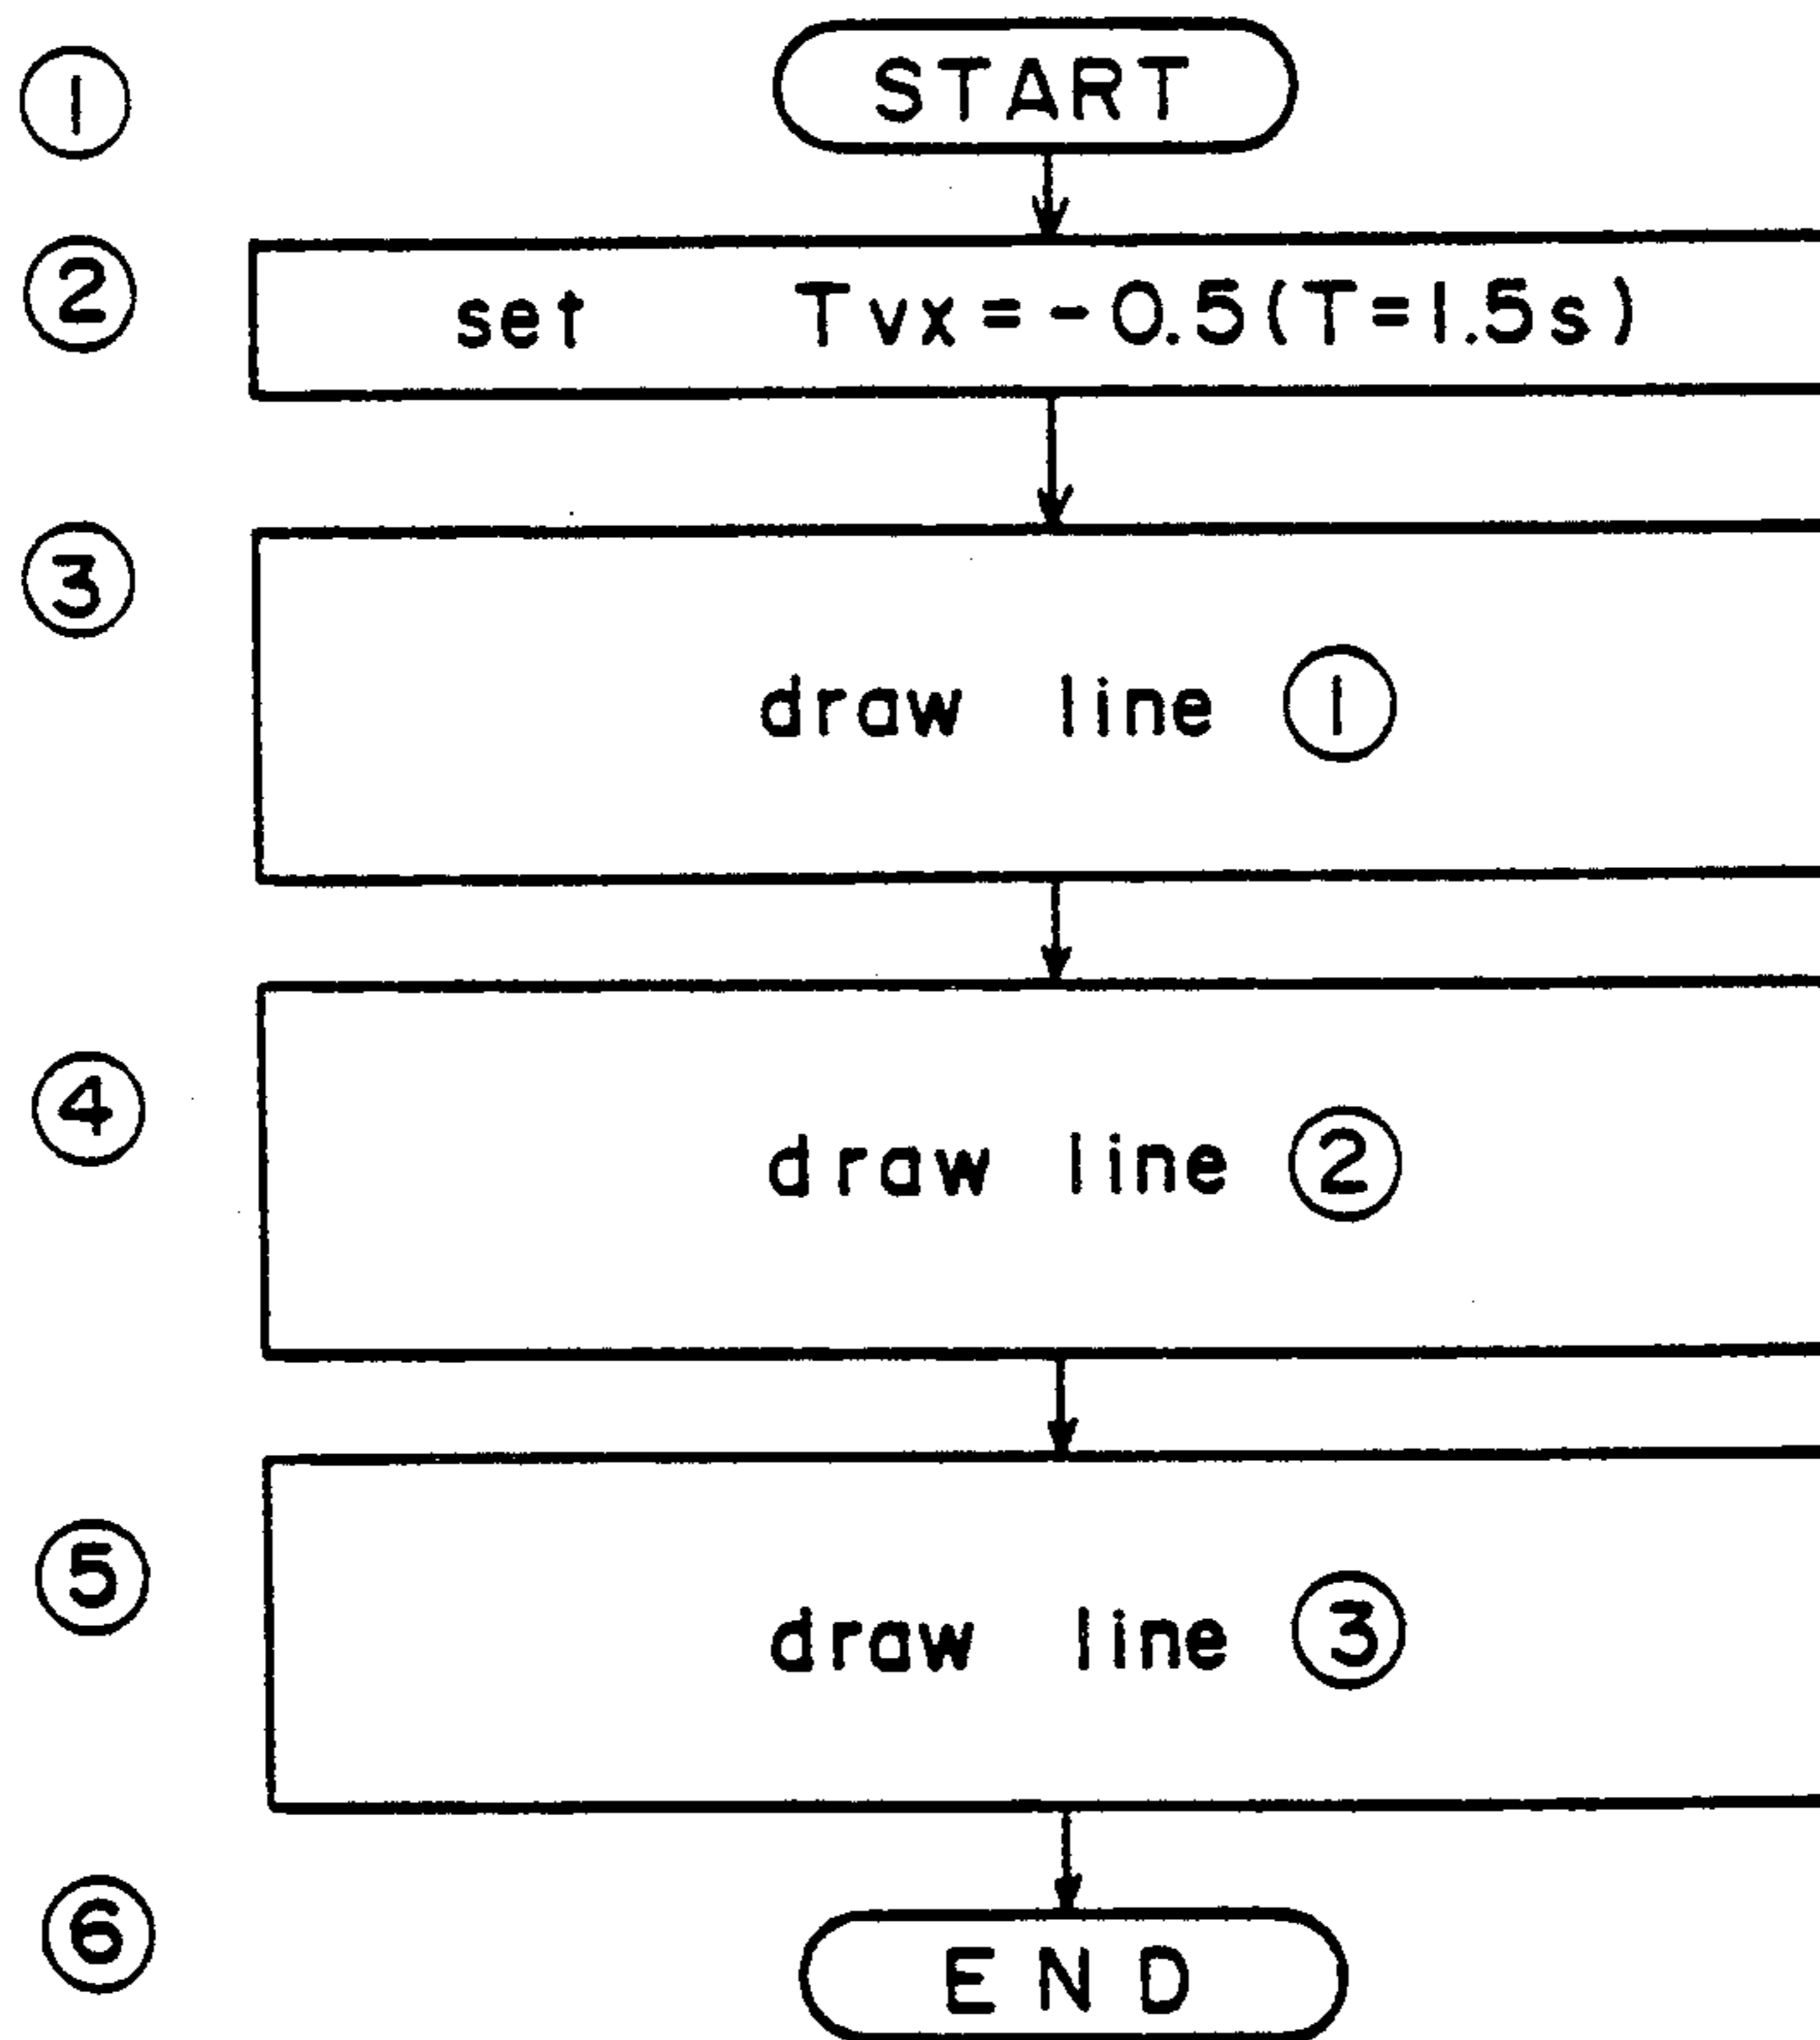 ① START
② set Tvx=-0.5(T=1.5s)
③
draw line ①
④
draw line ②
⑤
draw line ③
⑥
END